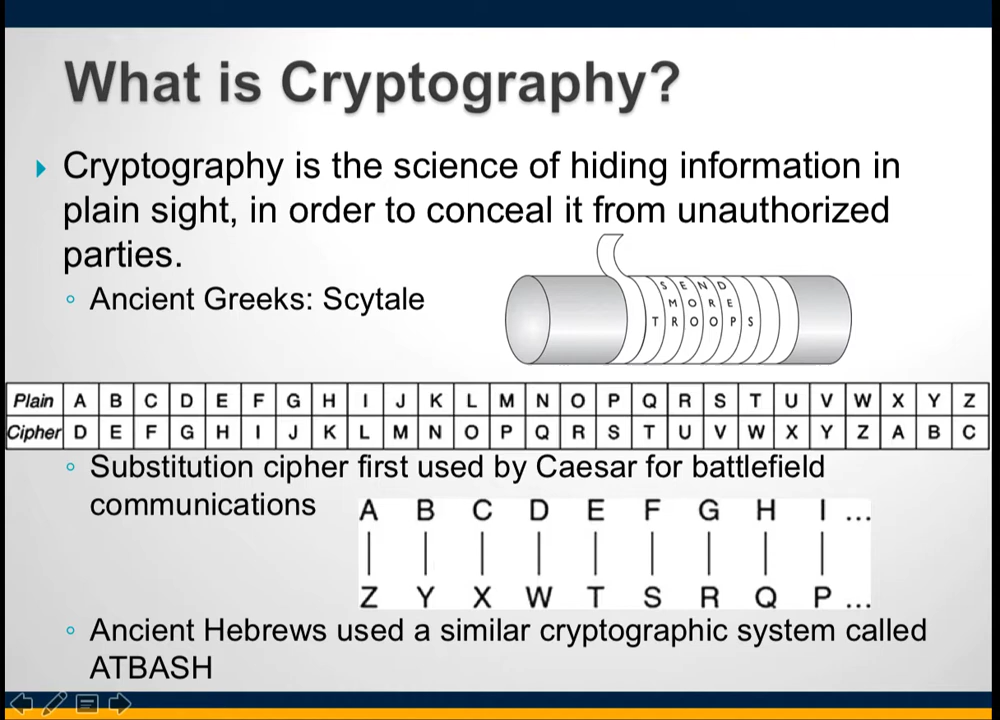 What is Cryptography?
Cryptography is the science of hiding information in
plain sight, in order to conceal it from unauthorized
parties.
Ancient Greeks: Scytale
S E N D
M O R E
T R O O P S
Plain A B C D E F G H I J K L M N O P Q R S T U V W X Y Z
Cipher D E F G H I J K L M N O P Q R S T U V W X Y Z A B C
Substitution cipher first used by Caesar for battlefield
communications
A B C D E F G H I ...
Z Y X W T S R Q P ...
Ancient Hebrews used a similar cryptographic system called
ATBASH